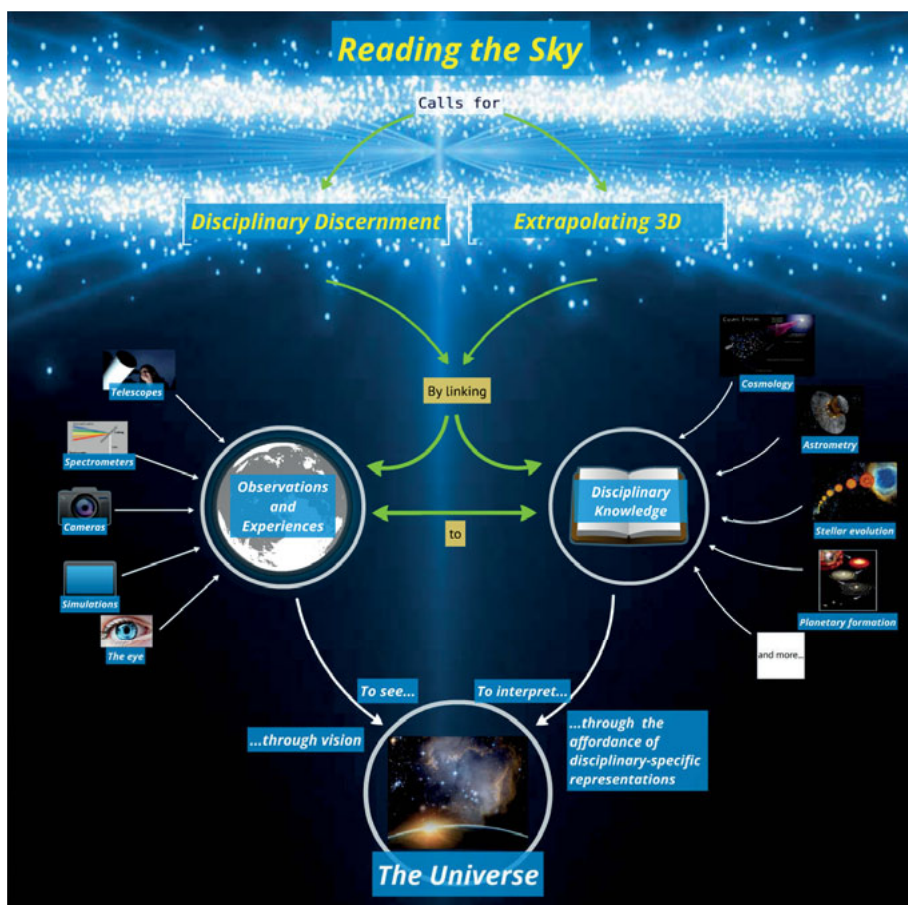 Reading the Sky
Calls for
Disciplinary Discernment
Extrapolating 3D
By linking
Telescopes
Spectrometers
Cameras
Simulations
The eye
Observations
and
Experiences
to
Disciplinary
Knowledge
Cosmology
Astrometry
Stellar evolution
Planetary formation
and more...
To see...
...through vision
To interpret...
...through the
affordance of
disciplinary-specific
representations
The Universe